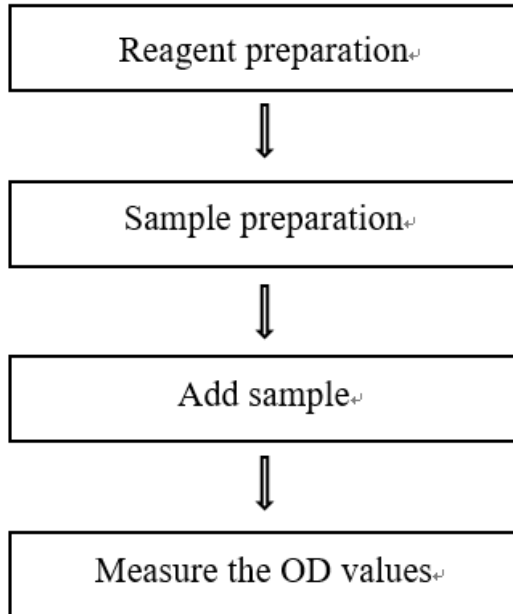 Reagent preparation
Sample preparation
Add sample
Measure the OD values